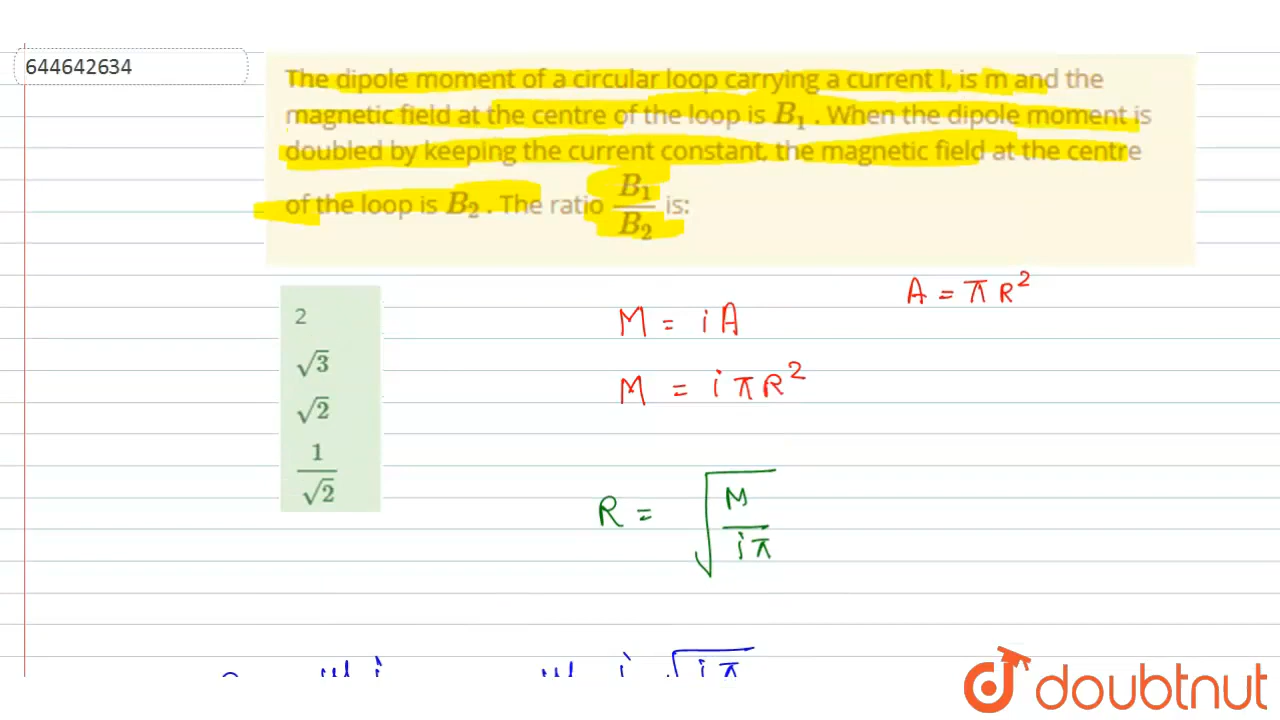 644642634
The dipole moment of a circular loop carrying a current I, is m and the
magnetic field at the centre of the loop is B₁ . When the dipole moment is
doubled by keeping the current constant, the magnetic field at the centre
of the loop is B₂ . The ratio B₁/B₂ is:
A = πR²
2
M = iA
√3
M = iπR²
√2
1/√2
R = √(M/iπ)
doubtnut